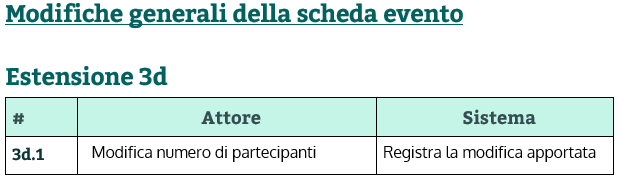 Modifiche generali della scheda evento
Estensione 3d
# Attore Sistema
3d.1 Modifica numero di partecipanti Registra la modifica apportata